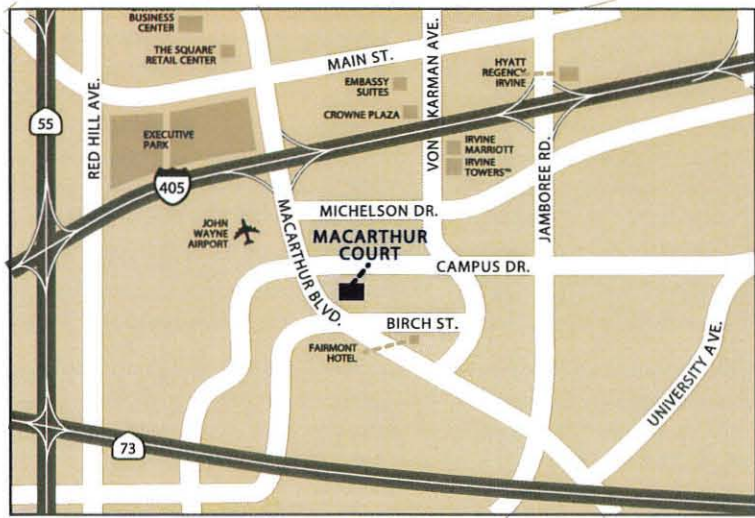 BUSINESS
CENTER
THE SQUARE™
RETAIL CENTER
MAIN ST.
VON KARMAN AVE.
HYATT
REGENCY
IRVINE
EMBASSY
SUITES
CROWNE PLAZA
55
RED HILL AVE.
EXECUTIVE
PARK
405
IRVINE
MARRIOTT
IRVINE
TOWERS™
JAMBOREE RD.
MICHELSON DR.
JOHN
WAYNE
AIRPORT
MACARTHUR BLVD.
MACARTHUR
COURT
CAMPUS DR.
BIRCH ST.
FAIRMONT
HOTEL
UNIVERSITY AVE.
73